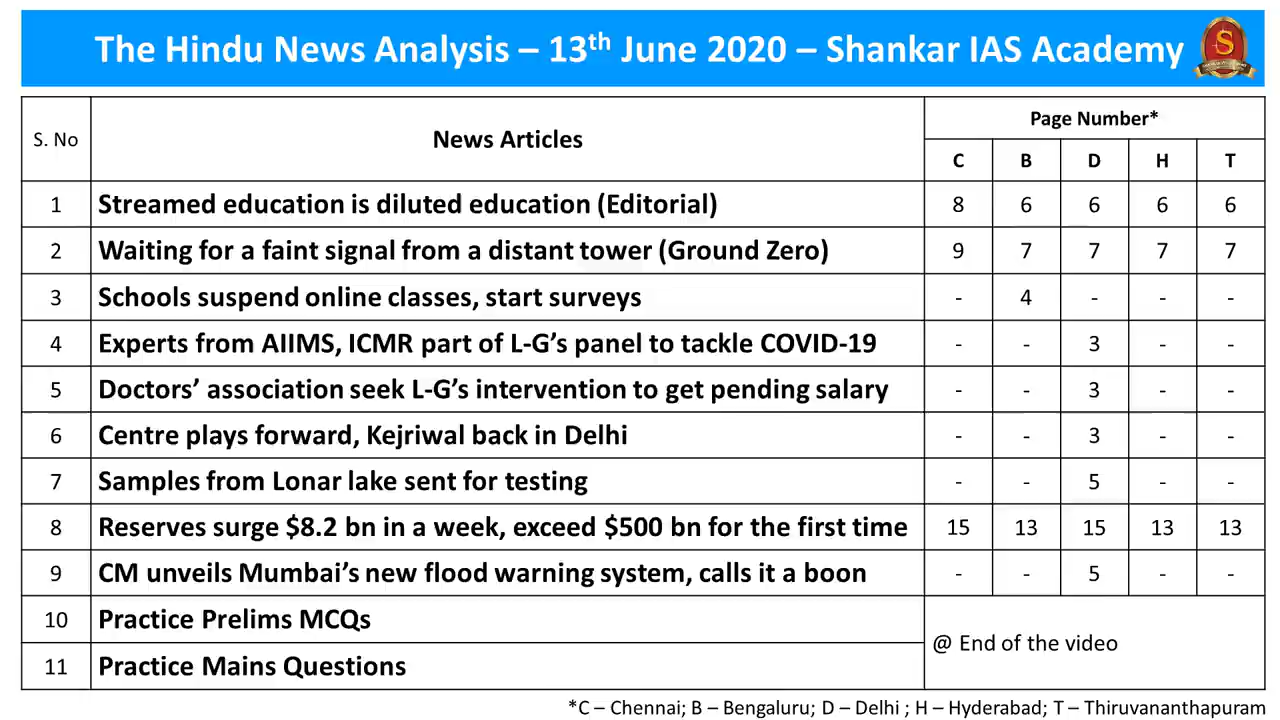 The Hindu News Analysis – 13th June 2020 – Shankar IAS Academy
S. No News Articles Page Number*
C B D H T
1 Streamed education is diluted education (Editorial) 8 6 6 6 6
2 Waiting for a faint signal from a distant tower (Ground Zero) 9 7 7 7 7
3 Schools suspend online classes, start surveys - 4 - - -
4 Experts from AIIMS, ICMR part of L-G’s panel to tackle COVID-19 - - 3 - -
5 Doctors’ association seek L-G’s intervention to get pending salary - - 3 - -
6 Centre plays forward, Kejriwal back in Delhi - - 3 - -
7 Samples from Lonar lake sent for testing - - 5 - -
8 Reserves surge $8.2 bn in a week, exceed $500 bn for the first time 15 13 15 13 13
9 CM unveils Mumbai’s new flood warning system, calls it a boon - - 5 - -
10 Practice Prelims MCQs
@ End of the video
11 Practice Mains Questions
*C – Chennai; B – Bengaluru; D – Delhi ; H – Hyderabad; T – Thiruvananthapuram